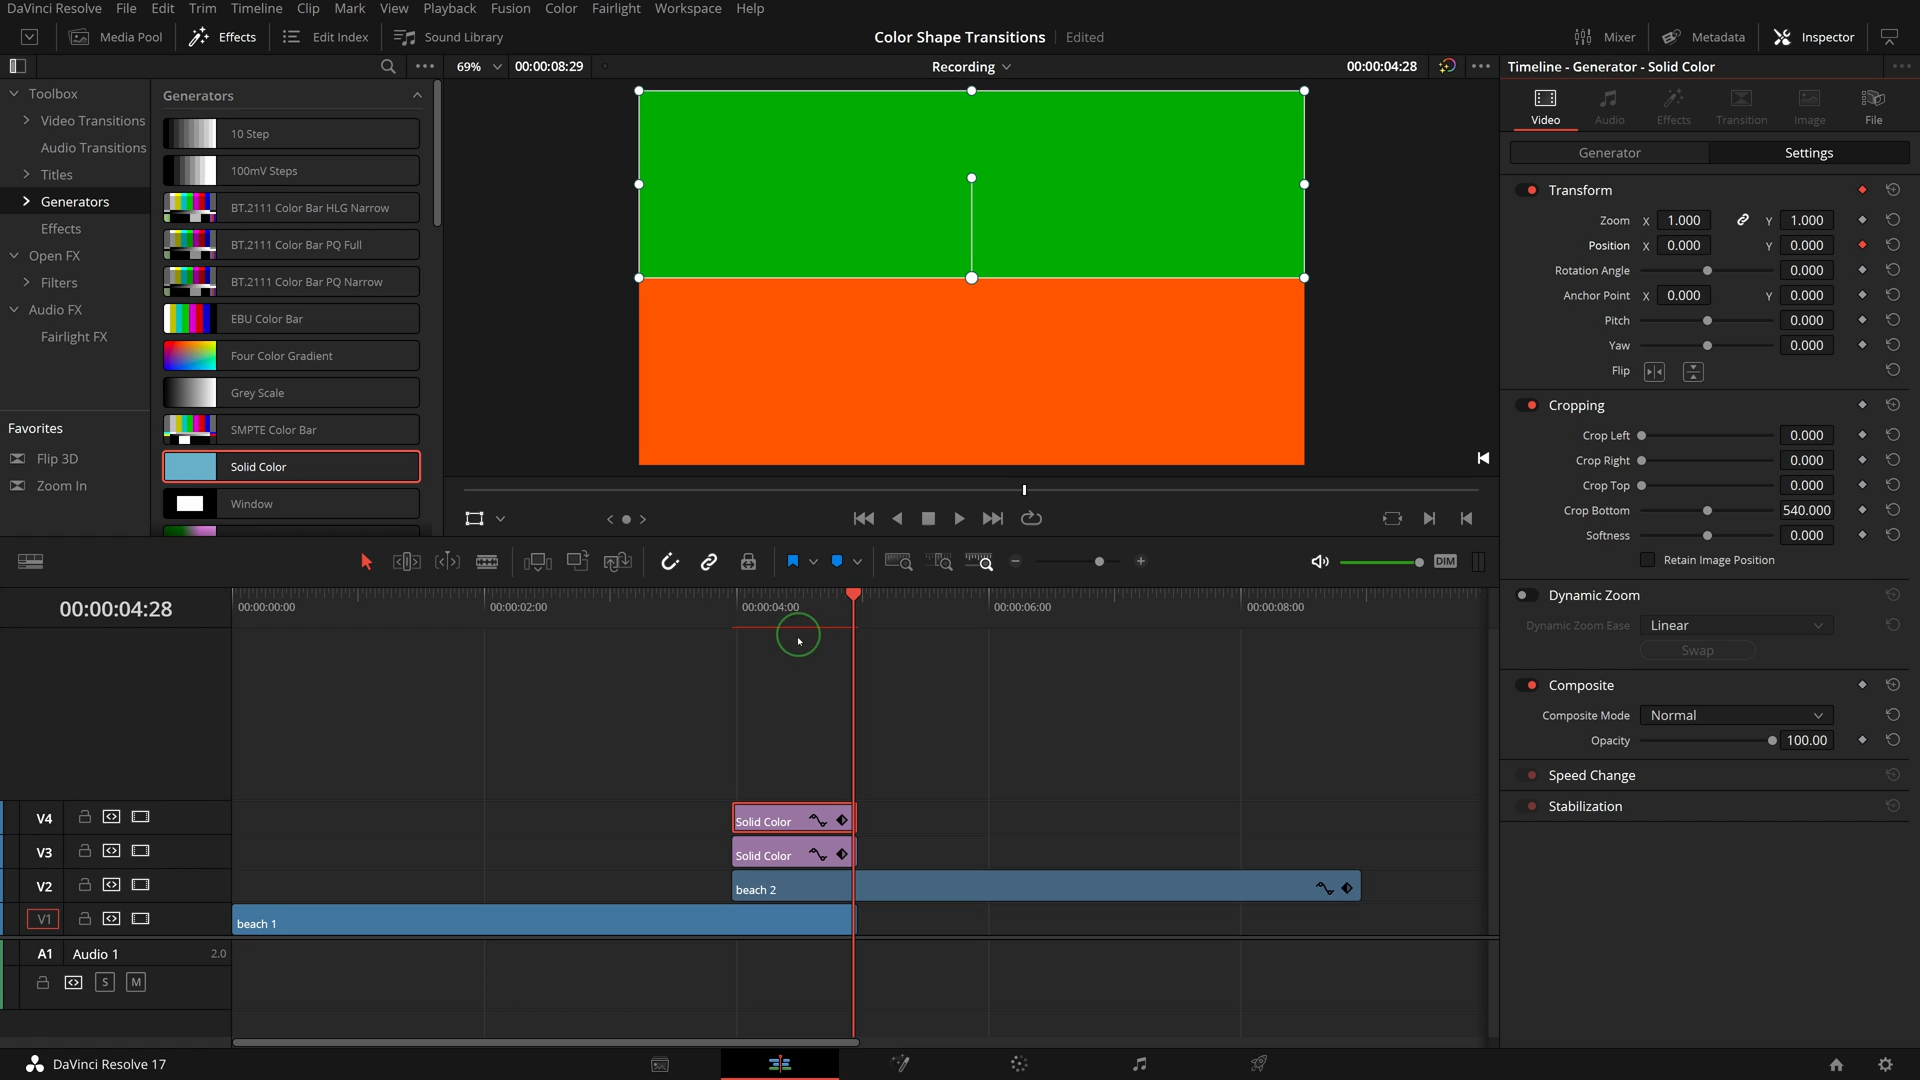 DaVinci Resolve File Edit Trim Timeline Clip Mark View Playback Fusion Color Fairlight Workspace Help
Media Pool Effects Edit Index Sound Library Color Shape Transitions Edited Mixer Metadata Inspector
69% 00:00:08:29 Recording 00:00:04:28 Timeline - Generator - Solid Color
Toolbox
Video Transitions
Audio Transitions
Titles
Generators
Effects
Open FX
Filters
Audio FX
Fairlight FX
Favorites
Flip 3D
Zoom In
Generators
10 Step
100mV Steps
BT.2111 Color Bar HLG Narrow
BT.2111 Color Bar PQ Full
BT.2111 Color Bar PQ Narrow
EBU Color Bar
Four Color Gradient
Grey Scale
SMPTE Color Bar
Solid Color
Window
Video Audio Effects Transition Image File
Generator Settings
Transform
Zoom X 1.000 Y 1.000
Position X 0.000 Y 0.000
Rotation Angle 0.000
Anchor Point X 0.000 Y 0.000
Pitch 0.000
Yaw 0.000
Flip
Cropping
Crop Left 0.000
Crop Right 0.000
Crop Top 0.000
Crop Bottom 540.000
Softness 0.000
Retain Image Position
Dynamic Zoom
Dynamic Zoom Ease Linear
Swap
Composite
Composite Mode Normal
Opacity 100.00
Speed Change
Stabilization
DIM
00:00:04:28 00:00:00:00 00:00:02:00 00:00:04:00 00:00:06:00 00:00:08:00
V4 Solid Color
V3 Solid Color
V2 beach 2
V1 beach 1
A1 Audio 1 2.0
S M
DaVinci Resolve 17